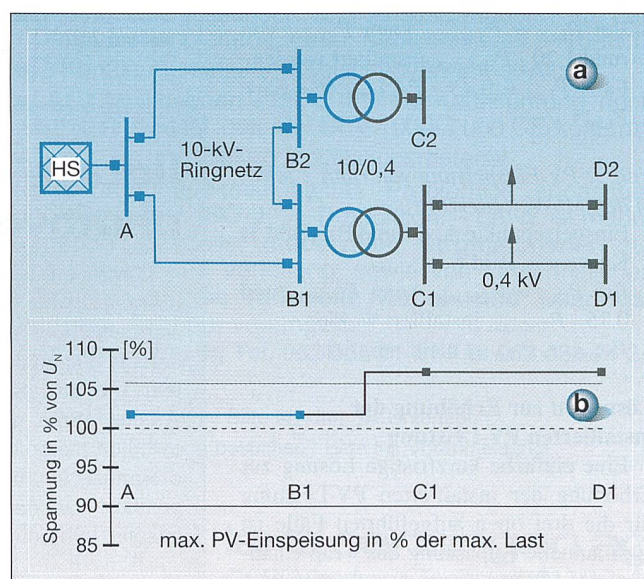 a
HS
A
10-kV-
Ringnetz
B2
10/0,4
C2
D2
B1
C1
0,4 kV
D1
110
[%]
105
100
95
90
85
Spannung in % von U_N
b
A
B1
C1
D1
max. PV-Einspeisung in % der max. Last